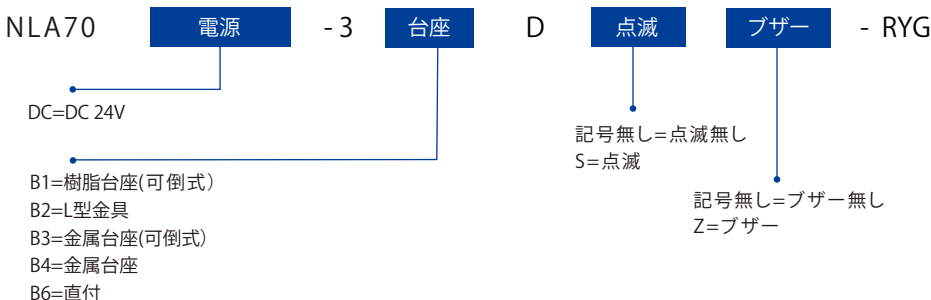 NLA70 電源 - 3 台座 D 点滅 ブザー - RYG
DC=DC 24V
B1=樹脂台座(可倒式)
B2=L型金具
B3=金属台座(可倒式)
B4=金属台座
B6=直付
記号無し=点滅無し
S=点滅
記号無し=ブザー無し
Z=ブザー